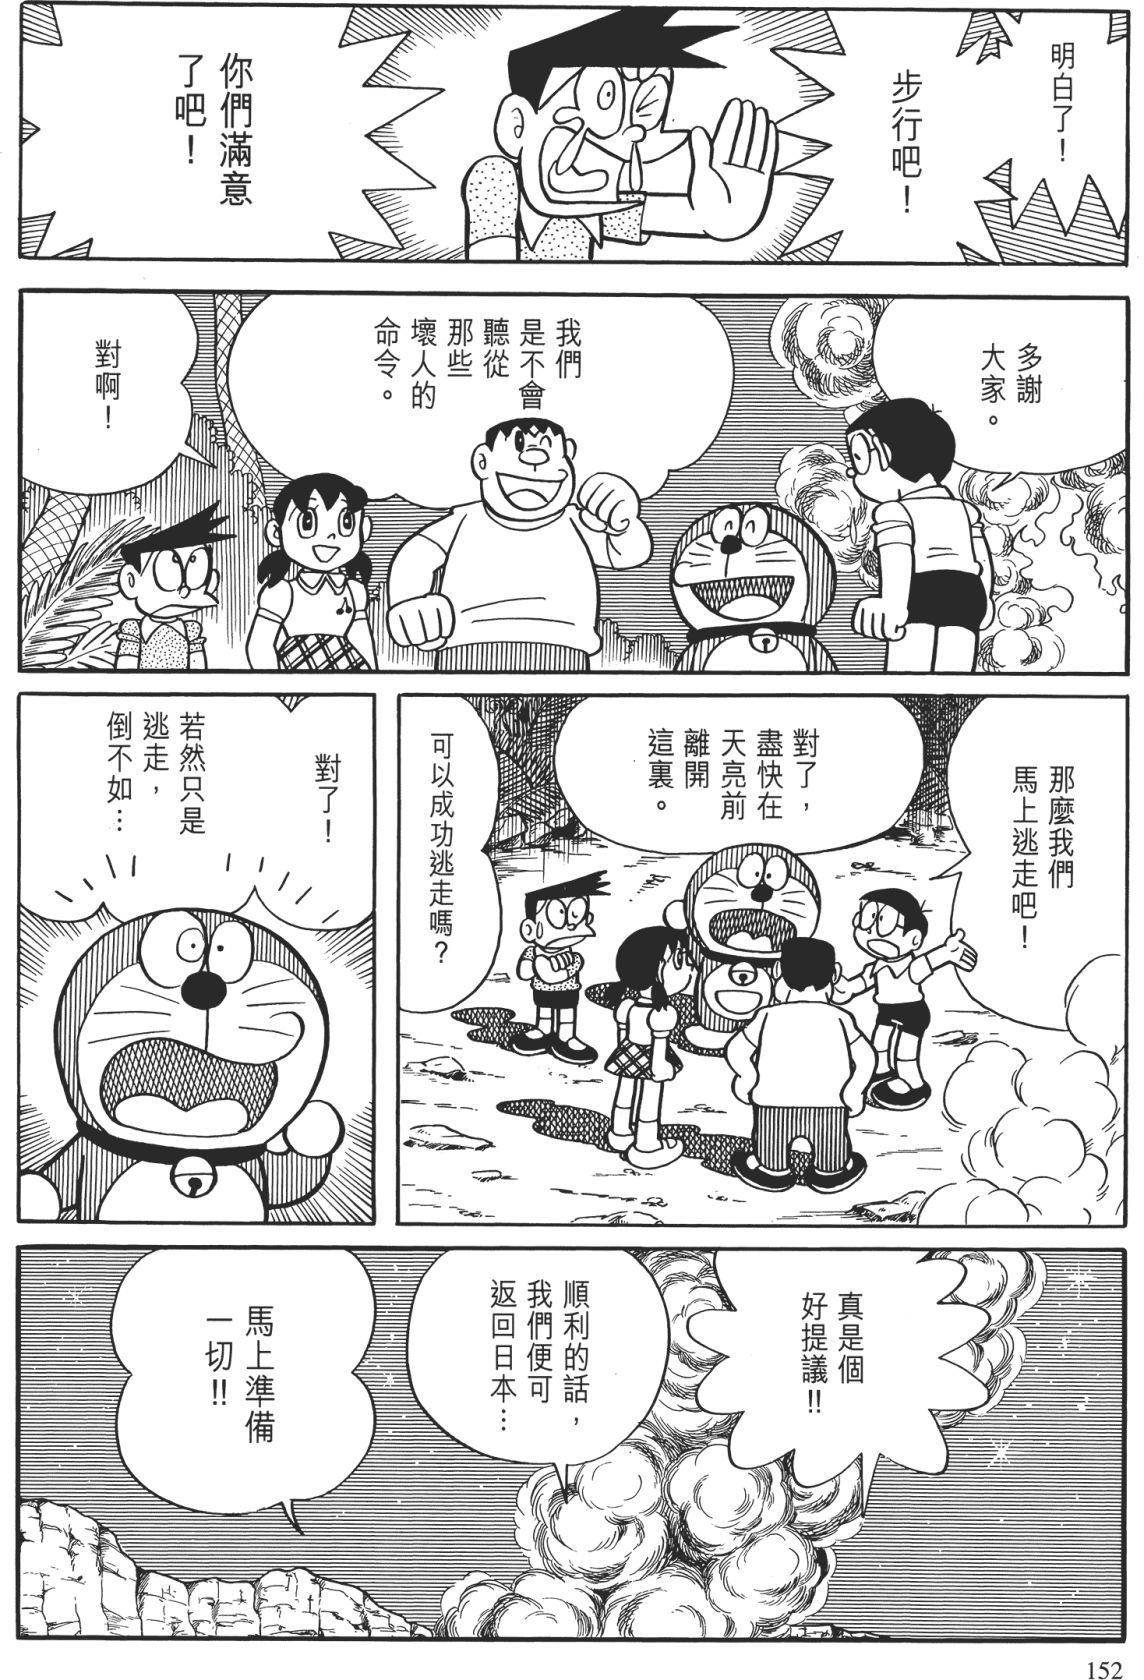 明白了！
步行吧！
你們滿意
了吧！
多謝
大家。
我們
是不會
聽從
那些
壞人的
命令。
對啊！
那麼我們
馬上逃走吧！
對了，
盡快在
天亮前
離開
這裏。
可以成功逃走嗎？
對了！
若然只是
逃走，
倒不如…
真是個
好提議!!
順利的話，
我們便可
返回日本…
馬上準備
一切!!
152